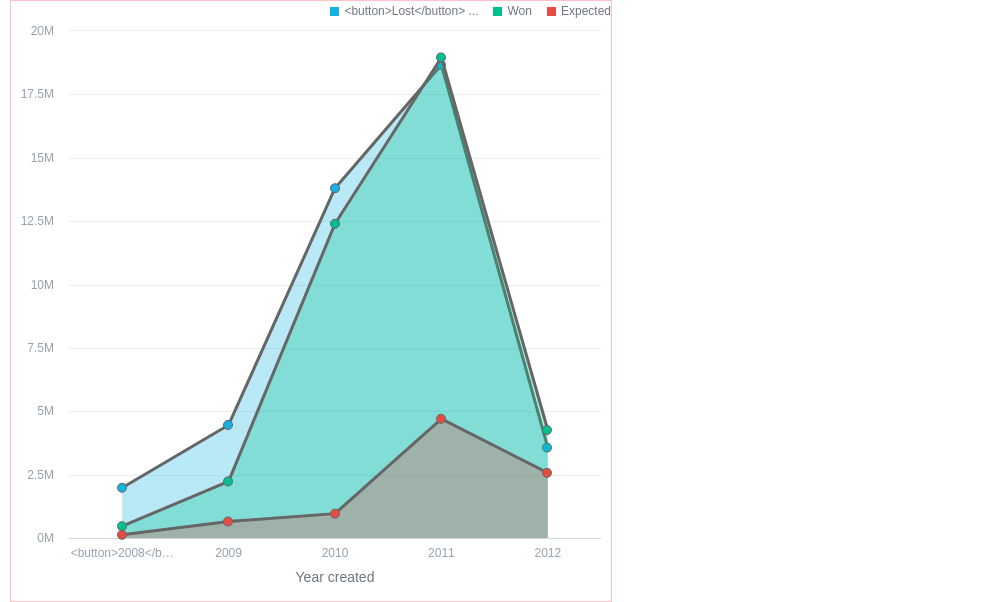 <button>Lost</button> ... Won Expected
20M
17.5M
15M
12.5M
10M
7.5M
5M
2.5M
0M
<button>2008</b… 2009 2010 2011 2012
Year created